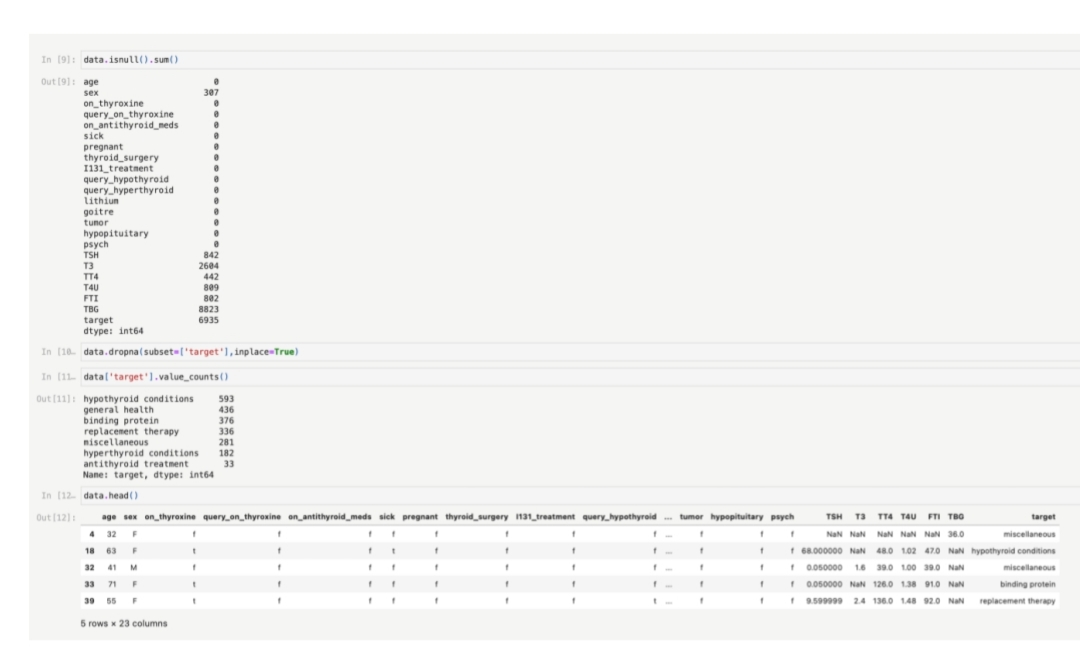 In [9]: data.isnull().sum()
Out[9]: age 0
sex 307
on_thyroxine 0
query_on_thyroxine 0
on_antithyroid_meds 0
sick 0
pregnant 0
thyroid_surgery 0
I131_treatment 0
query_hypothyroid 0
query_hyperthyroid 0
lithium 0
goitre 0
tumor 0
hypopituitary 0
psych 0
TSH 842
T3 2604
TT4 442
T4U 809
FTI 802
TBG 8823
target 6935
dtype: int64
In [10… data.dropna(subset=['target'],inplace=True)
In [11… data['target'].value_counts()
Out[11]: hypothyroid conditions 593
general health 436
binding protein 376
replacement therapy 336
miscellaneous 281
hyperthyroid conditions 182
antithyroid treatment 33
Name: target, dtype: int64
In [12… data.head()
Out[12]: age sex on_thyroxine query_on_thyroxine on_antithyroid_meds sick pregnant thyroid_surgery I131_treatment query_hypothyroid ... tumor hypopituitary psych TSH T3 TT4 T4U FTI TBG target
4 32 F f f f f f f f f ... f f f NaN NaN NaN NaN NaN 36.0 miscellaneous
18 63 F t f f t f f f f ... f f f 68.000000 NaN 48.0 1.02 47.0 NaN hypothyroid conditions
32 41 M f f f f f f f f ... f f f 0.050000 1.6 39.0 1.00 39.0 NaN miscellaneous
33 71 F t f f f f f f f ... f f f 0.050000 NaN 126.0 1.38 91.0 NaN binding protein
39 55 F t f f f f f f t ... f f f 9.599999 2.4 136.0 1.48 92.0 NaN replacement therapy
5 rows × 23 columns